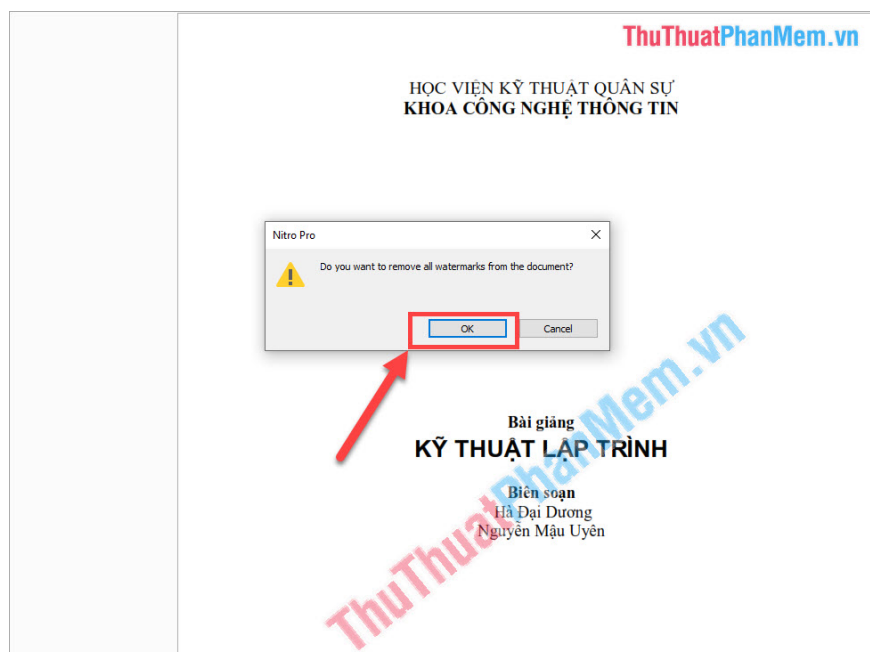 ThuThuatPhanMem.vn
HỌC VIỆN KỸ THUẬT QUÂN SỰ
KHOA CÔNG NGHỆ THÔNG TIN
Nitro Pro
Do you want to remove all watermarks from the document?
OK
Cancel
ThuThuatPhanMem.vn
Bài giảng
KỸ THUẬT LẬP TRÌNH
Biên soạn
Hà Đại Dương
Nguyễn Mậu Uyên